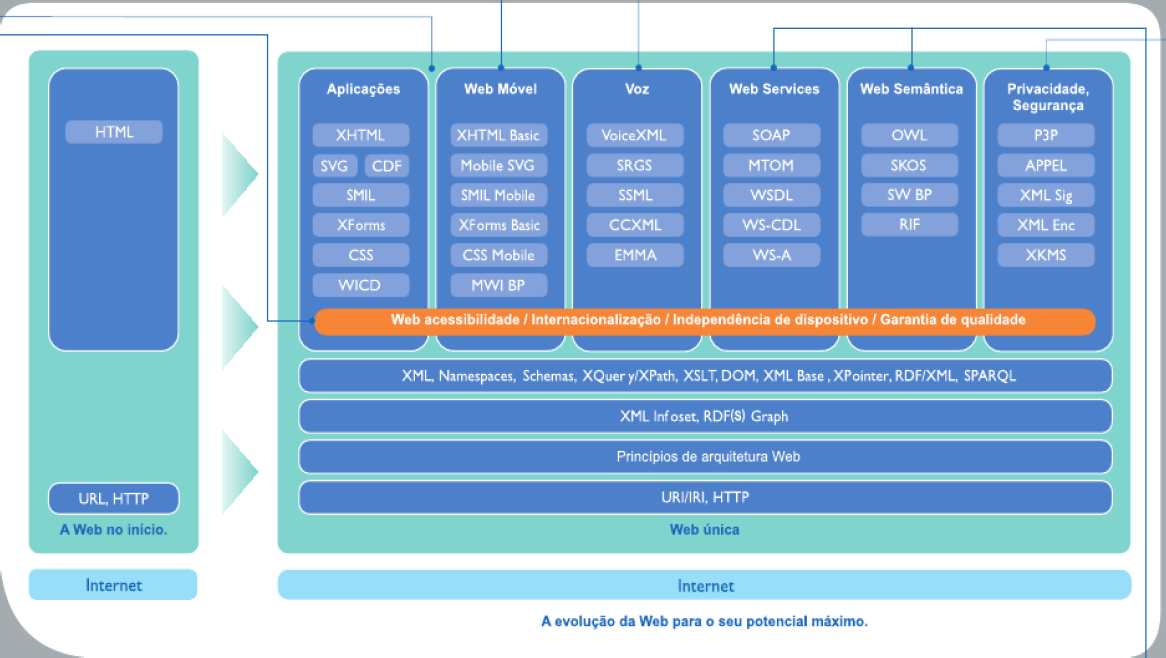 HTML
URL, HTTP
A Web no início.
Internet
Aplicações
XHTML
SVG
CDF
SMIL
XForms
CSS
WICD
Web Móvel
XHTML Basic
Mobile SVG
SMIL Mobile
XForms Basic
CSS Mobile
MWI BP
Voz
VoiceXML
SRGS
SSML
CCXML
EMMA
Web Services
SOAP
MTOM
WSDL
WS-CDL
WS-A
Web Semântica
OWL
SKOS
SW BP
RIF
Privacidade,
Segurança
P3P
APPEL
XML Sig
XML Enc
XKMS
Web acessibilidade / Internacionalização / Independência de dispositivo / Garantia de qualidade
XML, Namespaces, Schemas, XQuery/XPath, XSLT, DOM, XML Base , XPointer, RDF/XML, SPARQL
XML Infoset, RDF(S) Graph
Princípios de arquitetura Web
URI/IRI, HTTP
Web única
Internet
A evolução da Web para o seu potencial máximo.